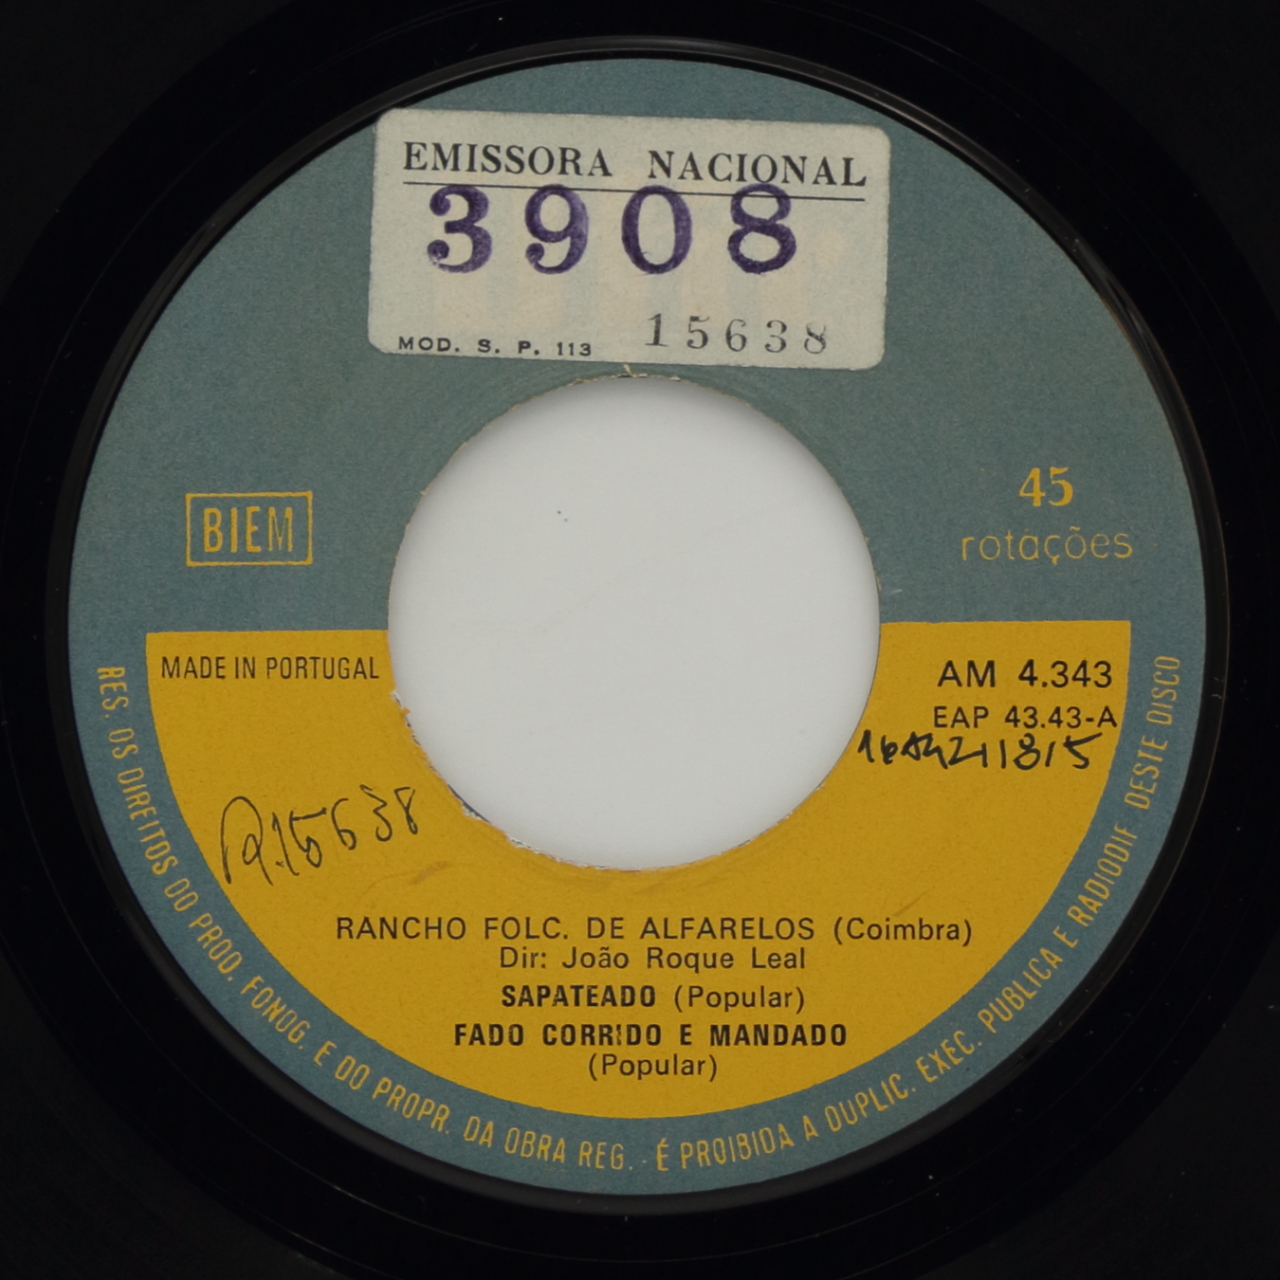 EMISSORA NACIONAL
3908
MOD. S. P. 113 15638
BIEM
45
rotações
MADE IN PORTUGAL
AM 4.343
EAP 43.43-A
R.15638
RANCHO FOLC. DE ALFARELOS (Coimbra)
Dir: João Roque Leal
SAPATEADO (Popular)
FADO CORRIDO E MANDADO
(Popular)
RES. OS DIREITOS DO PROD. FONOG. E DO PROPR. DA OBRA REG. - É PROIBIDA A DUPLIC. EXEC. PUBLICA E RADIODIF DESTE DISCO